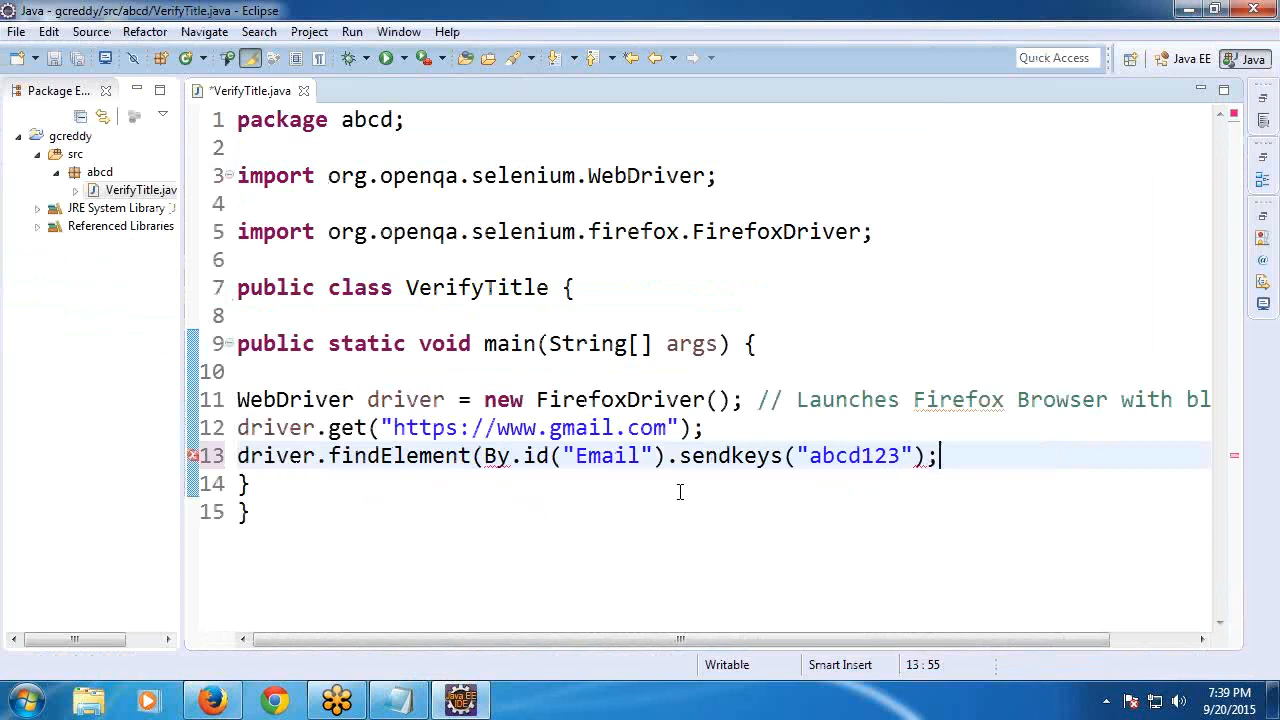 Java - gcreddy/src/abcd/VerifyTitle.java - Eclipse
File Edit Source Refactor Navigate Search Project Run Window Help
Quick Access Java EE Java
Package E... *VerifyTitle.java
gcreddy
src
abcd
VerifyTitle.jav
JRE System Library
Referenced Libraries
1 package abcd;
2
3 import org.openqa.selenium.WebDriver;
4
5 import org.openqa.selenium.firefox.FirefoxDriver;
6
7 public class VerifyTitle {
8
9 public static void main(String[] args) {
10
11 WebDriver driver = new FirefoxDriver(); // Launches Firefox Browser with bl
12 driver.get("https://www.gmail.com");
13 driver.findElement(By.id("Email").sendkeys("abcd123");
14 }
15 }
Writable Smart Insert 13 : 55
Java EE
IDE
7:39 PM
9/20/2015